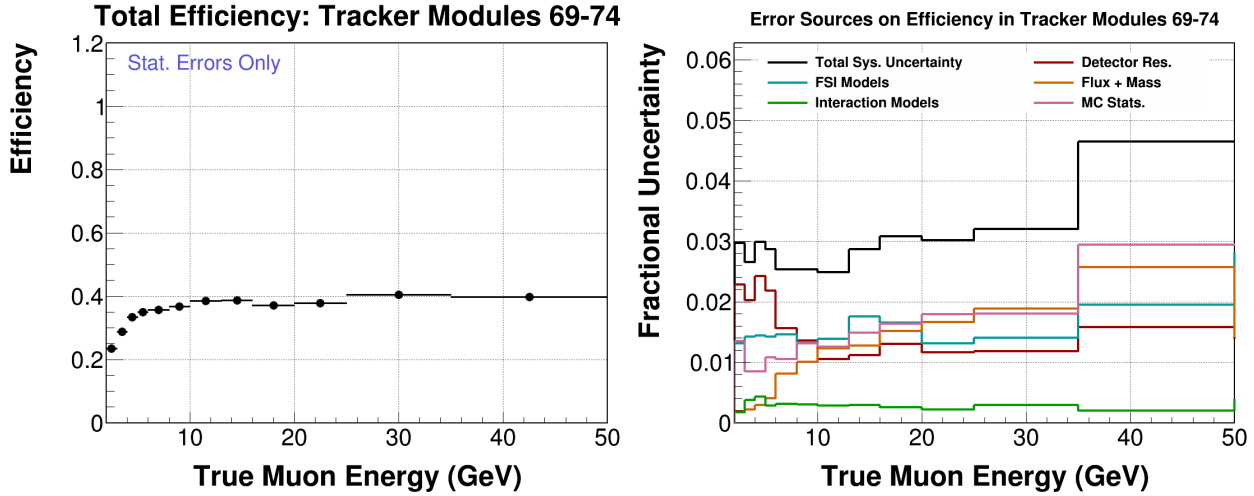 Total Efficiency: Tracker Modules 69-74
Stat. Errors Only
Efficiency
1.2
1
0.8
0.6
0.4
0.2
0
10
20
30
40
50
True Muon Energy (GeV)
Error Sources on Efficiency in Tracker Modules 69-74
Total Sys. Uncertainty
FSI Models
Interaction Models
Detector Res.
Flux + Mass
MC Stats.
Fractional Uncertainty
0.06
0.05
0.04
0.03
0.02
0.01
0
10
20
30
40
50
True Muon Energy (GeV)